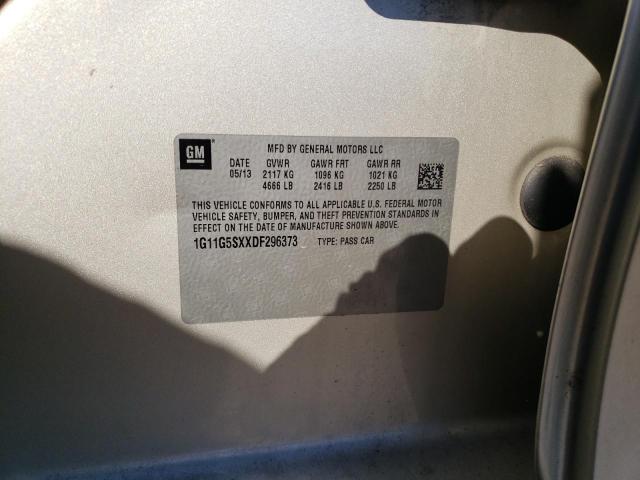 GM
MFD BY GENERAL MOTORS LLC
DATE GVWR GAWR FRT GAWR RR
05/13 2117 KG 1096 KG 1021 KG
4666 LB 2416 LB 2250 LB
THIS VEHICLE CONFORMS TO ALL APPLICABLE U.S. FEDERAL MOTOR
VEHICLE SAFETY, BUMPER, AND THEFT PREVENTION STANDARDS IN
EFFECT ON THE DATE OF MANUFACTURE SHOWN ABOVE.
1G11G5SXXDF296373 TYPE: PASS CAR